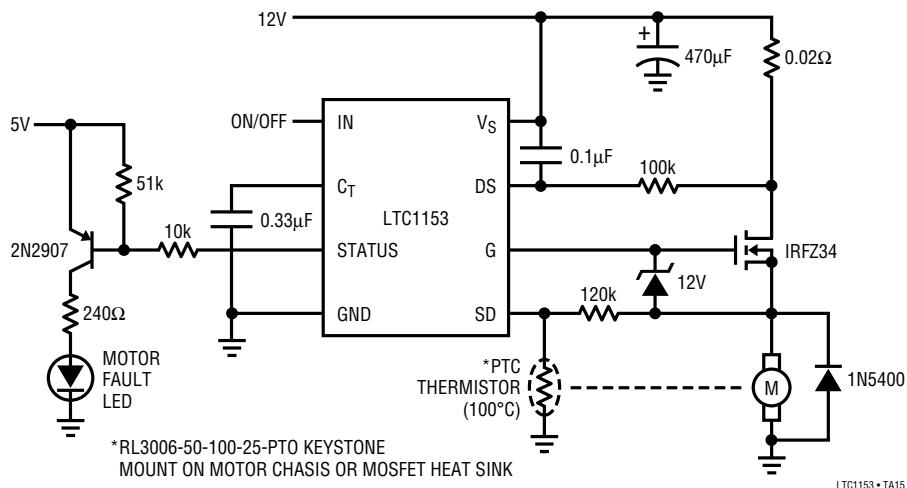 12V
+
470µF
0.02Ω
5V
ON/OFF
IN
VS
51k
0.1µF
CT
DS
100k
0.33µF
LTC1153
10k
2N2907
STATUS
G
IRFZ34
12V
240Ω
120k
GND
SD
MOTOR
FAULT
LED
*PTC
THERMISTOR
(100°C)
M
1N5400
*RL3006-50-100-25-PTO KEYSTONE
MOUNT ON MOTOR CHASIS OR MOSFET HEAT SINK
LTC1153 • TA15